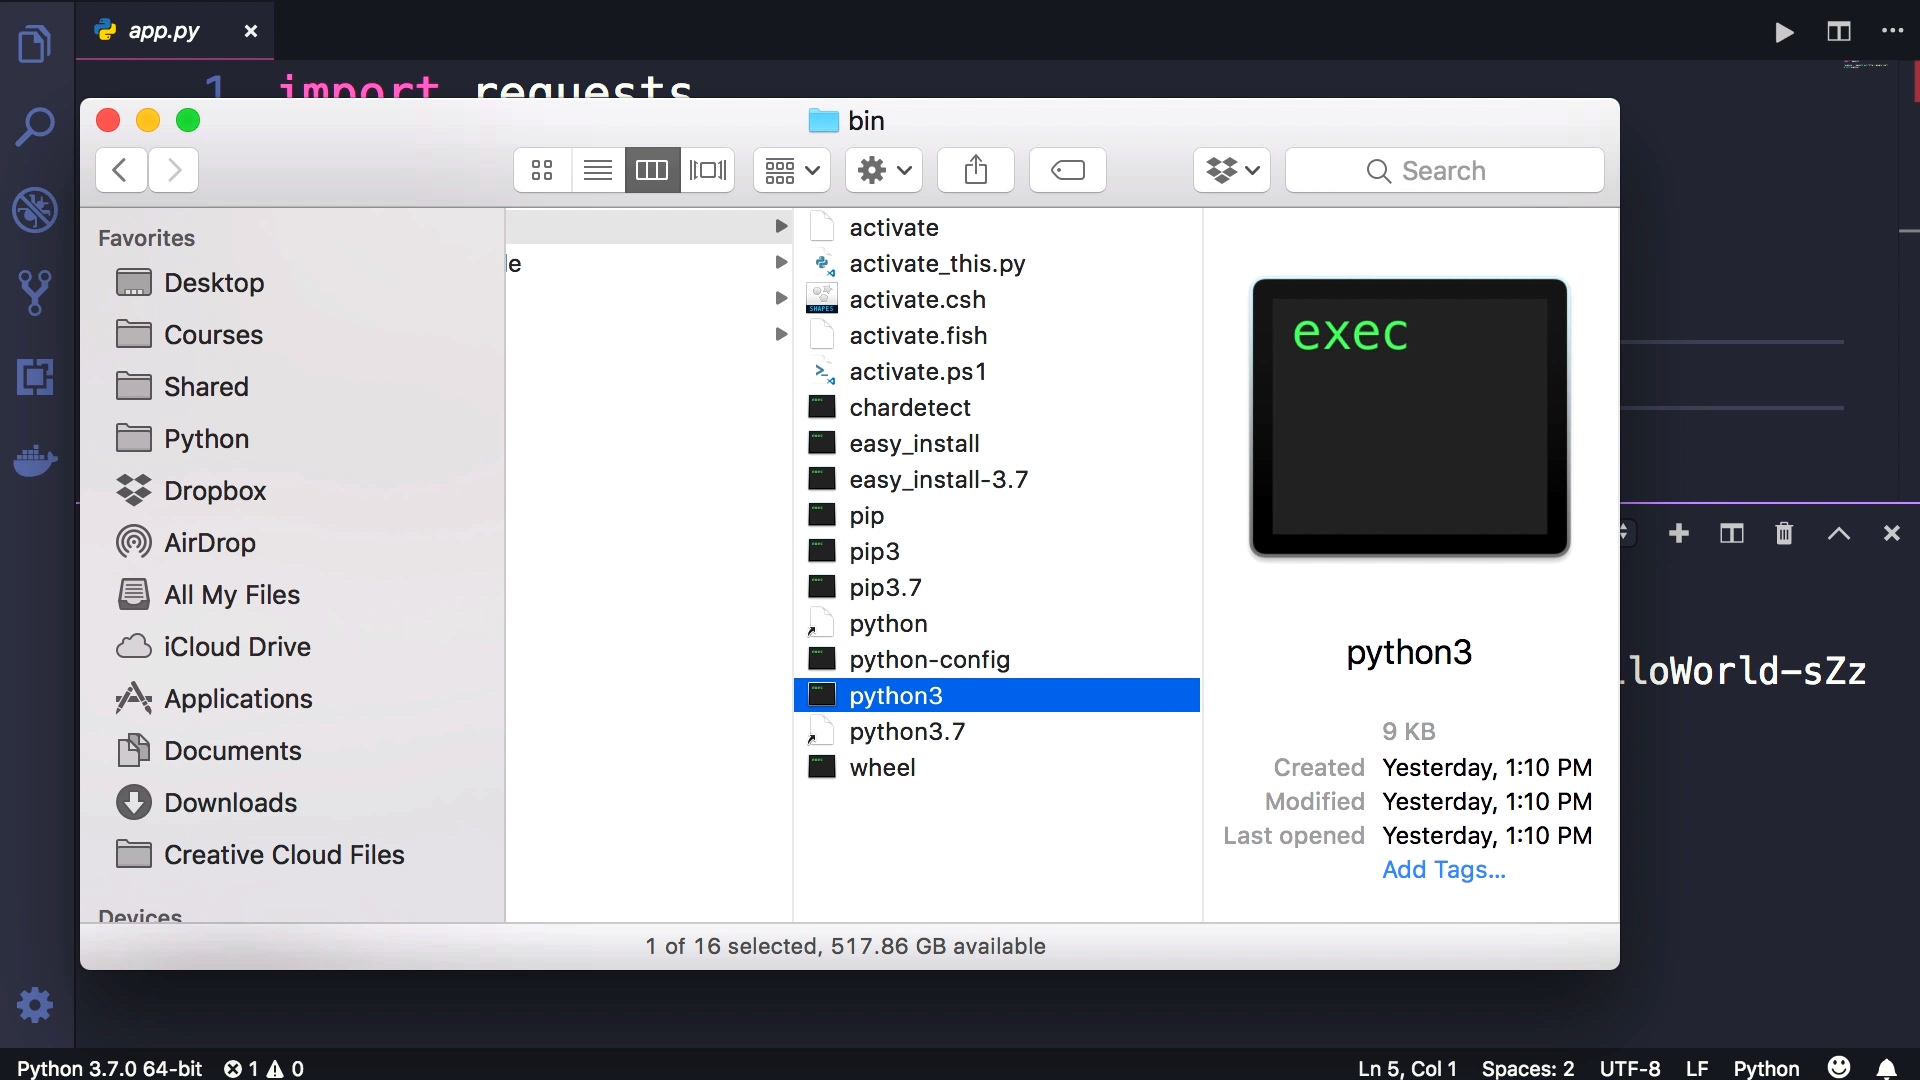 app.py
1 import requests
bin
Search
Favorites
Desktop
Courses
Shared
Python
Dropbox
AirDrop
All My Files
iCloud Drive
Applications
Documents
Downloads
Creative Cloud Files
Devices
le
activate
activate_this.py
activate.csh
activate.fish
activate.ps1
chardetect
easy_install
easy_install-3.7
pip
pip3
pip3.7
python
python-config
python3
python3.7
wheel
exec
python3
9 KB
Created Yesterday, 1:10 PM
Modified Yesterday, 1:10 PM
Last opened Yesterday, 1:10 PM
Add Tags...
1 of 16 selected, 517.86 GB available
loWorld-sZz
Python 3.7.0 64-bit 1 0
Ln 5, Col 1 Spaces: 2 UTF-8 LF Python